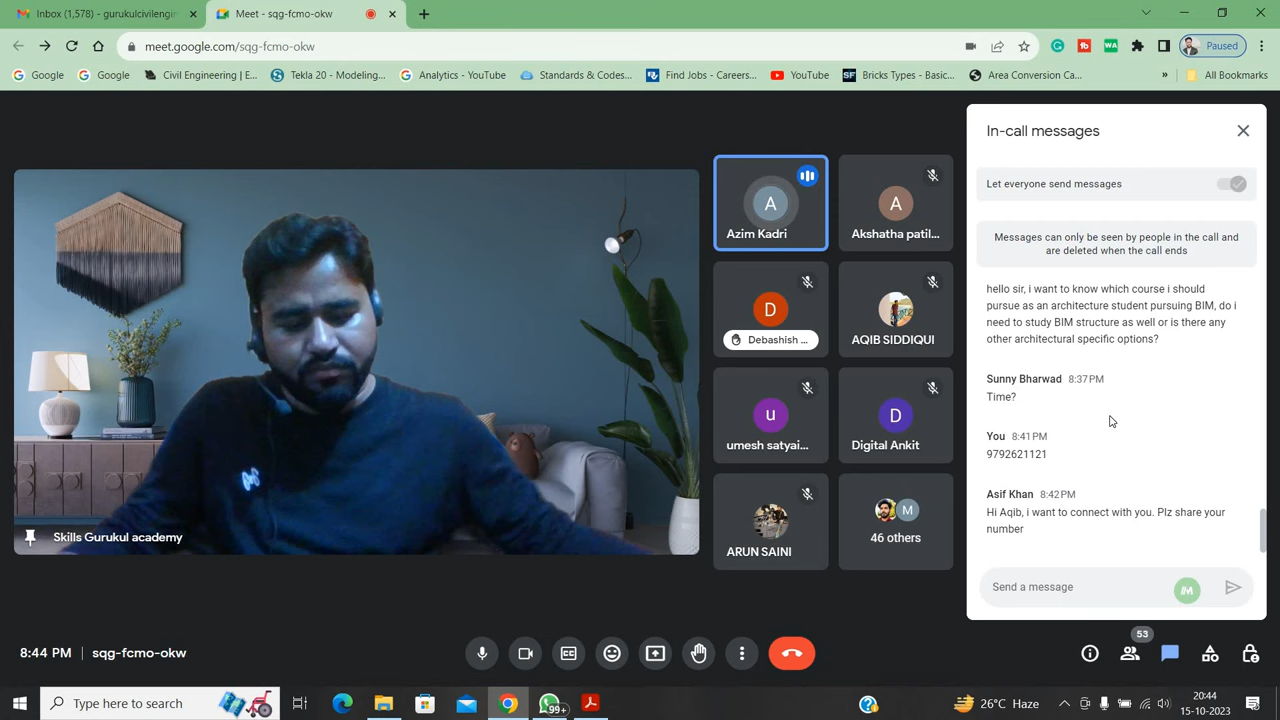 Inbox (1,578) - gurukulcivilengin
Meet - sqg-fcmo-okw
meet.google.com/sqg-fcmo-okw
Paused
Google
Google
Civil Engineering | E...
Tekla 20 - Modeling...
Analytics - YouTube
Standards & Codes...
Find Jobs - Careers...
YouTube
SF
Bricks Types - Basic...
Area Conversion Ca...
»
All Bookmarks
A
Azim Kadri
A
Akshatha patil...
D
Debashish ...
AQIB SIDDIQUI
u
umesh satyai...
D
Digital Ankit
ARUN SAINI
M
46 others
Skills Gurukul academy
In-call messages
Let everyone send messages
Messages can only be seen by people in the call and
are deleted when the call ends
hello sir, i want to know which course i should
pursue as an architecture student pursuing BIM, do i
need to study BIM structure as well or is there any
other architectural specific options?
Sunny Bharwad 8:37 PM
Time?
You 8:41 PM
9792621121
Asif Khan 8:42 PM
Hi Aqib, i want to connect with you. Plz share your
number
Send a message
8:44 PM | sqg-fcmo-okw
53
Type here to search
99+
26°C Haze
20:44
15-10-2023